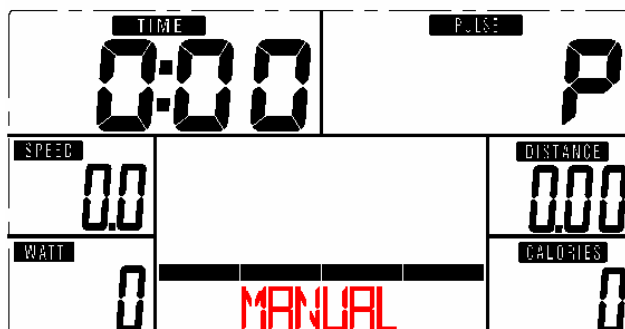 TIME
0:00
PULSE
P
SPEED
0.0
DISTANCE
0.00
WATT
0
MANUAL
CALORIES
0